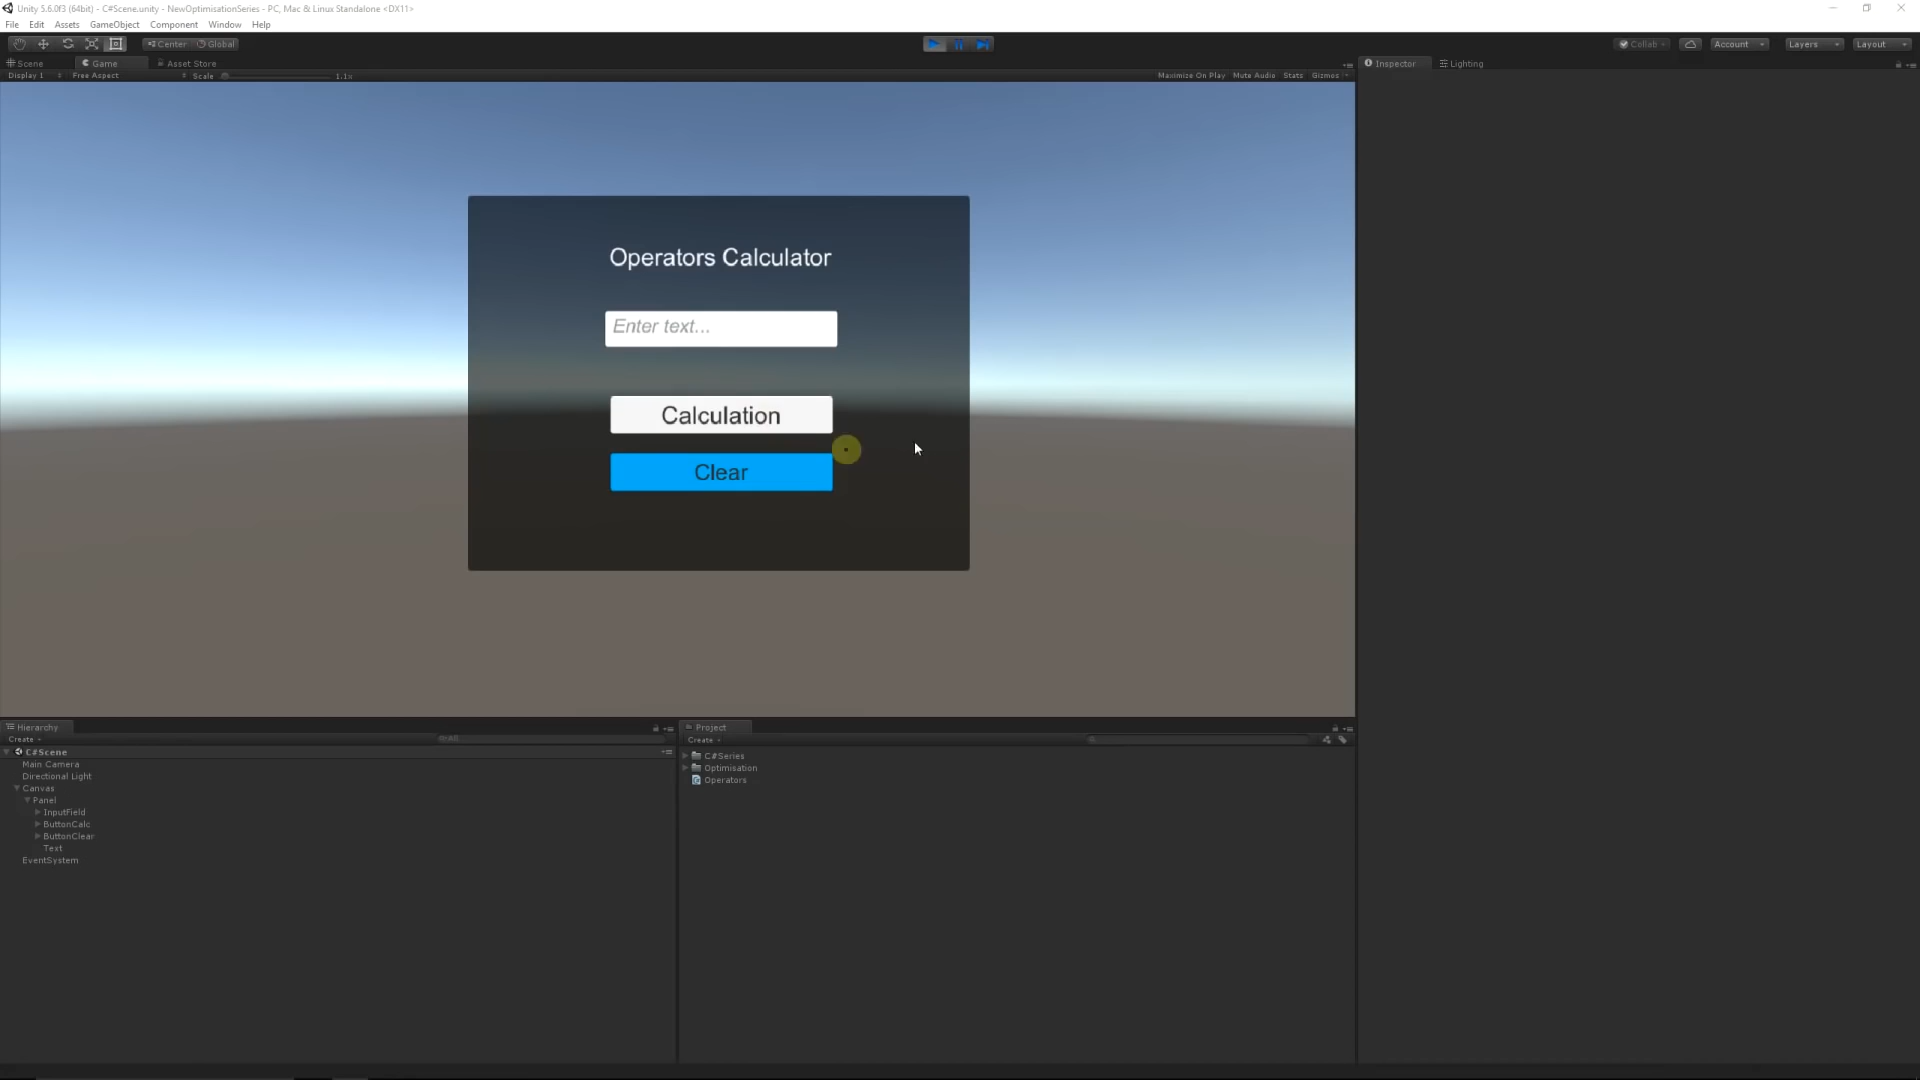 Unity 5.6.0f3 (64bit) - C#Scene.unity - NewOptimisationSeries - PC, Mac & Linux Standalone <DX11>
File Edit Assets GameObject Component Window Help
Center Global Collab Account Layers Layout
Scene Game Asset Store Inspector Lighting
Display 1 Free Aspect Scale 1.1x Maximize On Play Mute Audio Stats Gizmos
Operators Calculator
Enter text...
Calculation
Clear
Hierarchy
Create
All
C#Scene
Main Camera
Directional Light
Canvas
Panel
InputField
ButtonCalc
ButtonClear
Text
EventSystem
Project
Create
C#Series
Optimisation
Operators